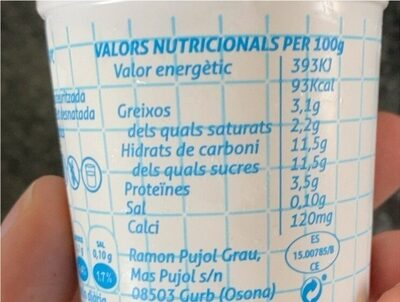 VALORS NUTRICIONALS PER 100g
Valor energètic 393KJ
93Kcal
Greixos 3,1g
dels quals saturats 2,2g
Hidrats de carboni 11,5g
dels quals sucres 11,5g
Proteïnes 3,5g
Sal 0,10g
Calci 120mg
Ramon Pujol Grau,
Mas Pujol s/n
08503 Gurb (Osona)
ES
15.00785/B
CE
SAL
0,10 g
1,7%